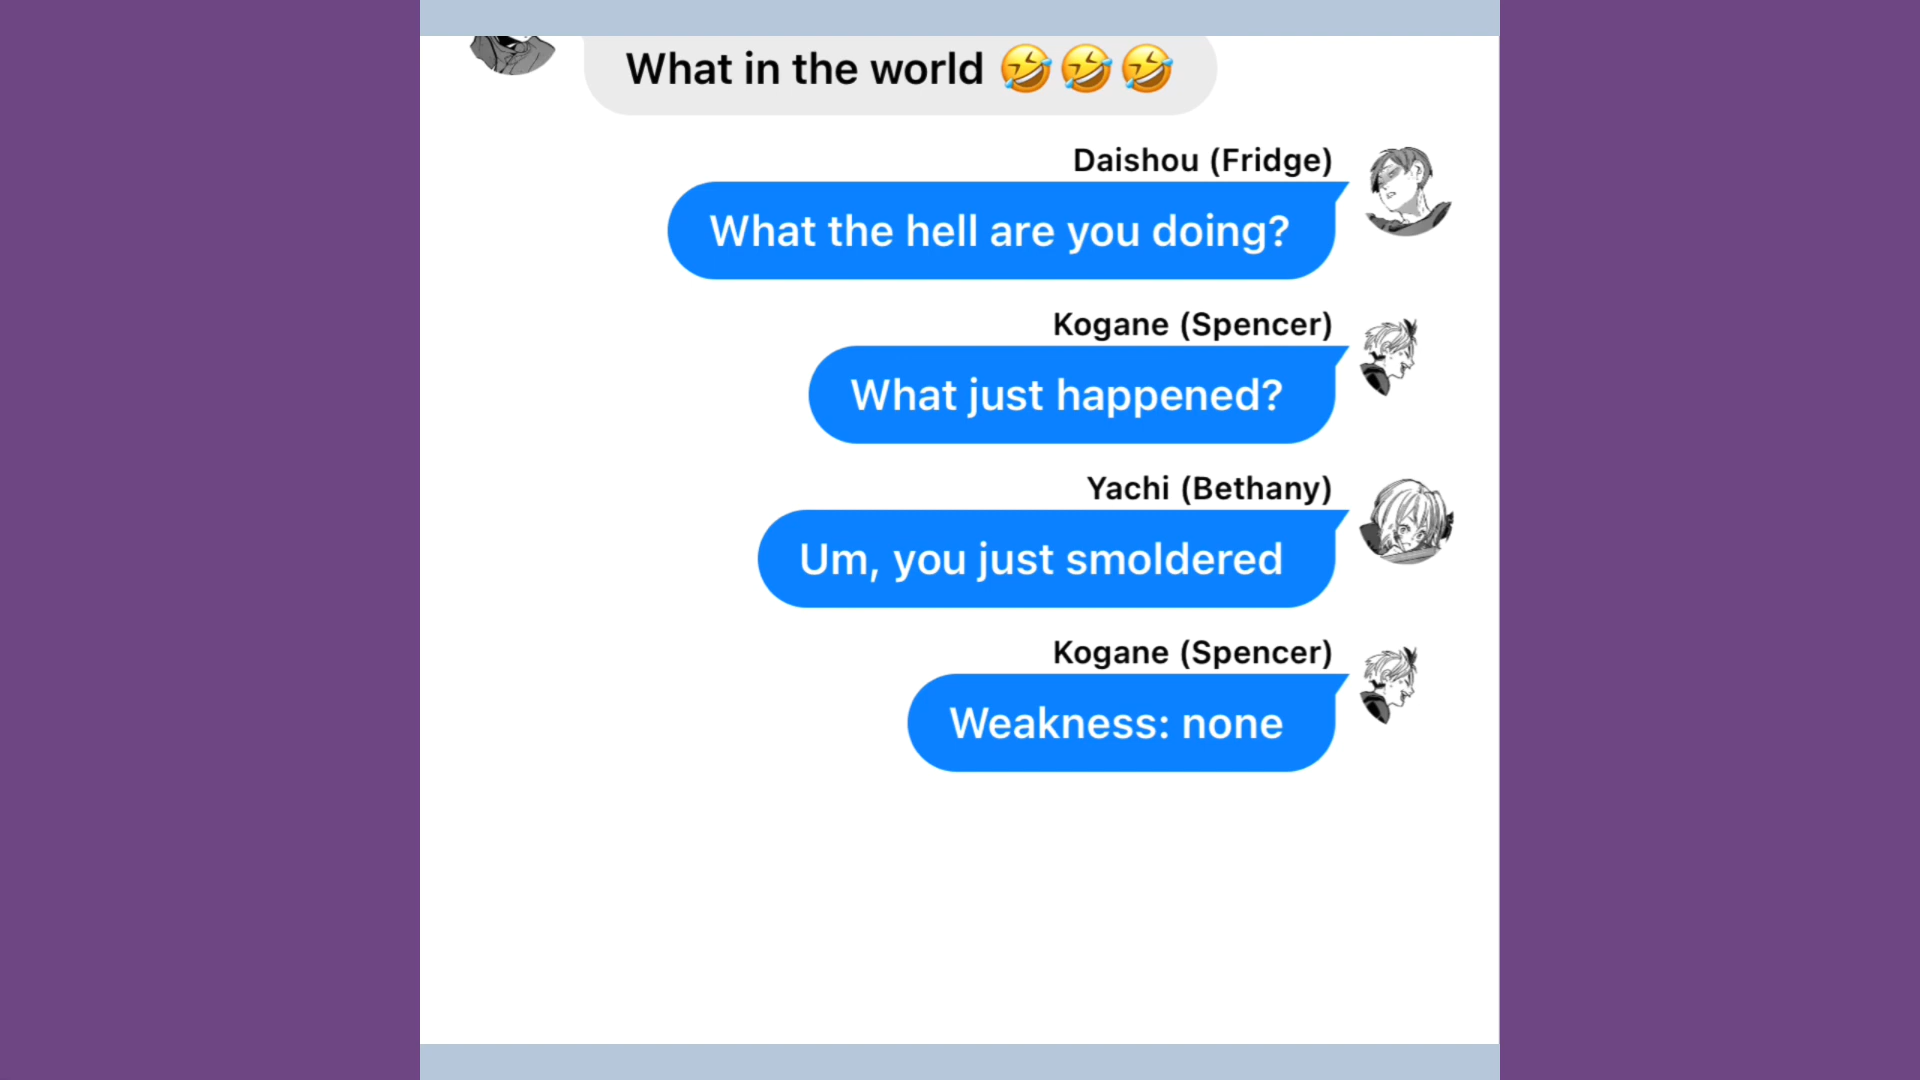 What in the world 🤣🤣🤣
Daishou (Fridge)
What the hell are you doing?
Kogane (Spencer)
What just happened?
Yachi (Bethany)
Um, you just smoldered
Kogane (Spencer)
Weakness: none